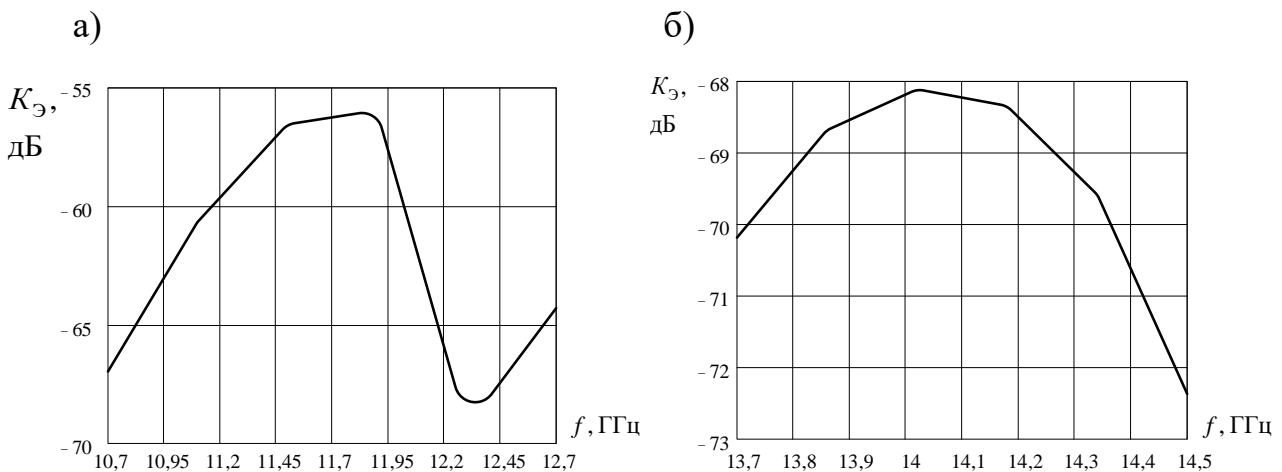 а)
K_Э, дБ
- 55
- 60
- 65
- 70
10,7 10,95 11,2 11,45 11,7 11,95 12,2 12,45 12,7
f, ГГц
б)
K_Э, дБ
- 68
- 69
- 70
- 71
- 72
- 73
13,7 13,8 13,9 14 14,1 14,2 14,3 14,4 14,5
f, ГГц